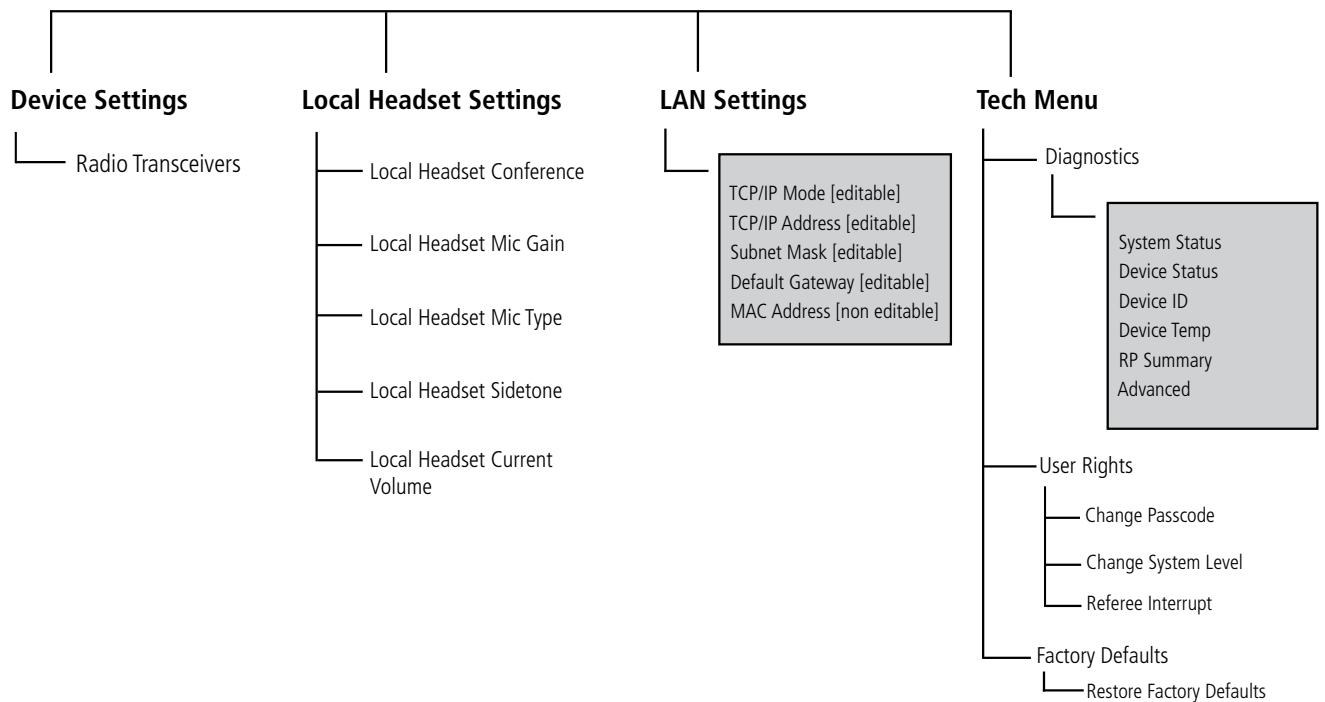 Device Settings
Radio Transceivers
Local Headset Settings
Local Headset Conference
Local Headset Mic Gain
Local Headset Mic Type
Local Headset Sidetone
Local Headset Current
Volume
LAN Settings
TCP/IP Mode [editable]
TCP/IP Address [editable]
Subnet Mask [editable]
Default Gateway [editable]
MAC Address [non editable]
Tech Menu
Diagnostics
System Status
Device Status
Device ID
Device Temp
RP Summary
Advanced
User Rights
Change Passcode
Change System Level
Referee Interrupt
Factory Defaults
Restore Factory Defaults